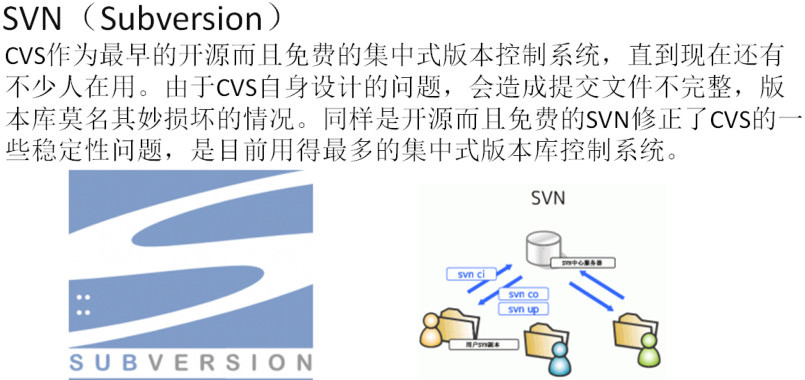 SVN（Subversion）
CVS作为最早的开源而且免费的集中式版本控制系统，直到现在还有
不少人在用。由于CVS自身设计的问题，会造成提交文件不完整，版
本库莫名其妙损坏的情况。同样是开源而且免费的SVN修正了CVS的一
些稳定性问题，是目前用得最多的集中式版本库控制系统。
SVN
SVN中心服务器
svn ci
svn co
svn up
用户SVN副本
SUBVERSION